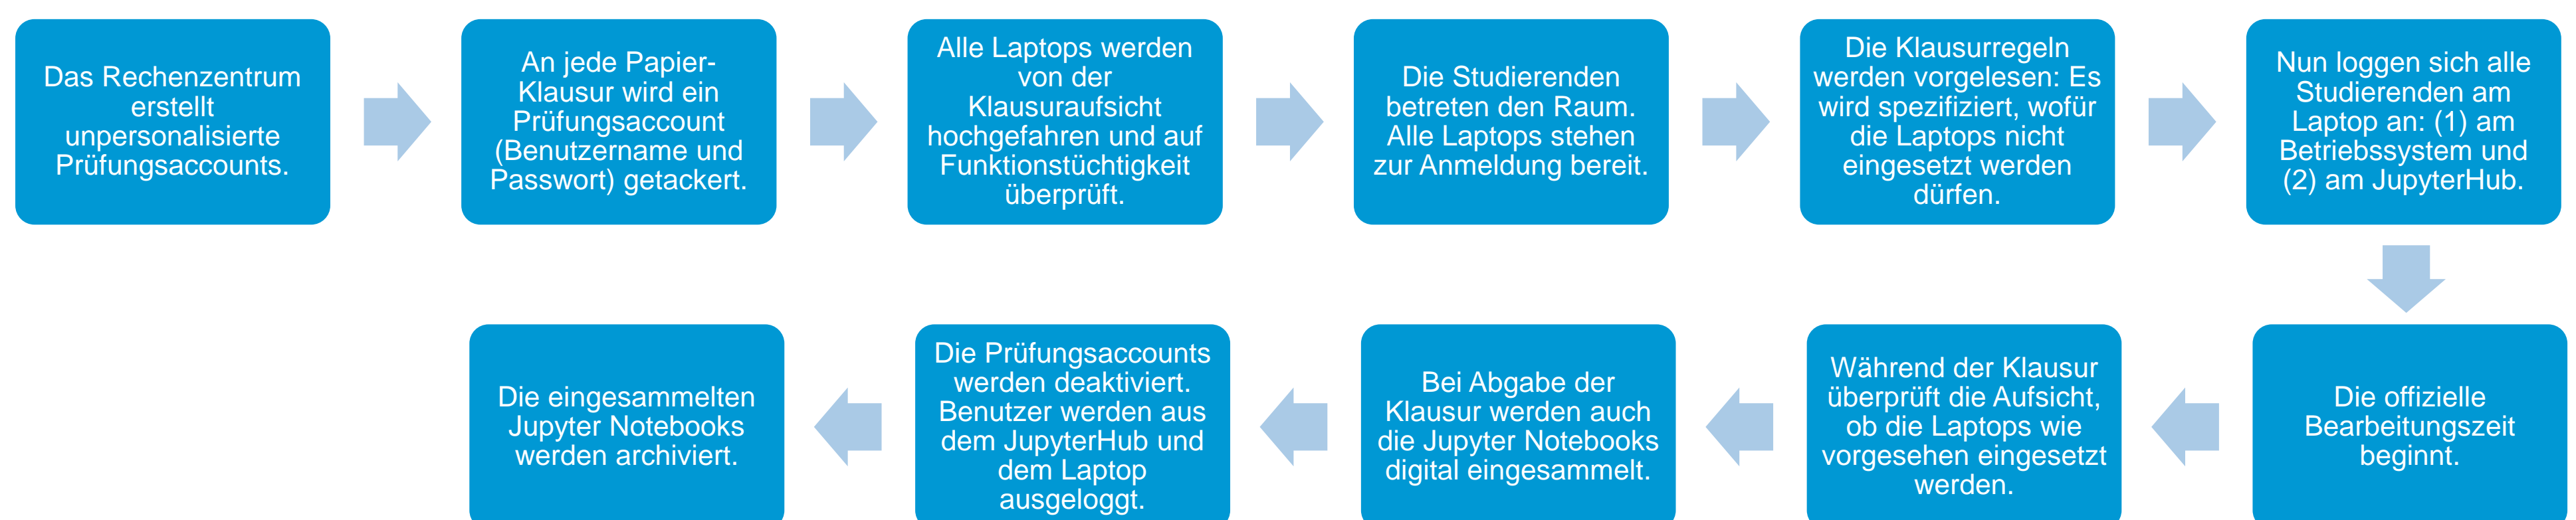 Das Rechenzentrum
erstellt
unpersonalisierte
Prüfungsaccounts.
An jede Papier-
Klausur wird ein
Prüfungsaccount
(Benutzername und
Passwort) getackert.
Alle Laptops werden
von der
Klausuraufsicht
hochgefahren und auf
Funktionstüchtigkeit
überprüft.
Die Studierenden
betreten den Raum.
Alle Laptops stehen
zur Anmeldung bereit.
Die Klausurregeln
werden vorgelesen: Es
wird spezifiziert, wofür
die Laptops nicht
eingesetzt werden
dürfen.
Nun loggen sich alle
Studierenden am
Laptop an: (1) am
Betriebssystem und
(2) am JupyterHub.
Die offizielle
Bearbeitungszeit
beginnt.
Während der Klausur
überprüft die Aufsicht,
ob die Laptops wie
vorgesehen eingesetzt
werden.
Bei Abgabe der
Klausur werden auch
die Jupyter Notebooks
digital eingesammelt.
Die Prüfungsaccounts
werden deaktiviert.
Benutzer werden aus
dem JupyterHub und
dem Laptop
ausgeloggt.
Die eingesammelten
Jupyter Notebooks
werden archiviert.